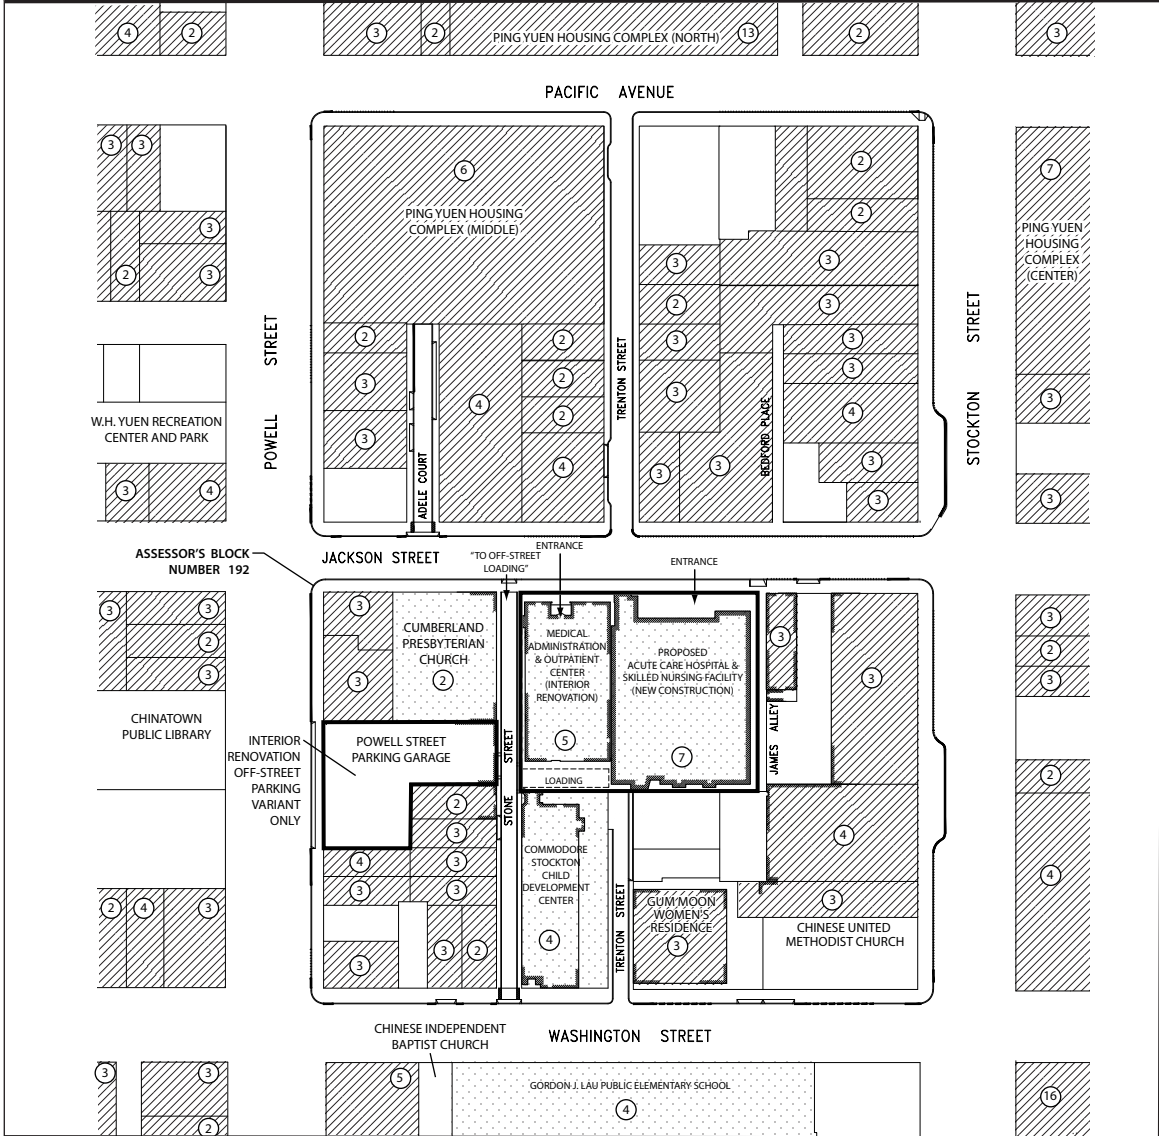 4
2
3
2
PING YUEN HOUSING COMPLEX (NORTH)
13
2
3
PACIFIC AVENUE
3
3
3
2
3
6
PING YUEN HOUSING
COMPLEX (MIDDLE)
2
2
3
3
2
3
7
PING YUEN
HOUSING
COMPLEX
(CENTER)
POWELL STREET
2
3
3
ADELE COURT
4
2
2
2
4
TRENTON STREET
3
3
3
3
BEDFORD PLACE
3
3
4
3
3
STOCKTON STREET
3
3
W.H. YUEN RECREATION
CENTER AND PARK
3
4
ASSESSOR'S BLOCK
NUMBER 192
JACKSON STREET
"TO OFF-STREET
LOADING"
ENTRANCE
ENTRANCE
3
3
2
3
3
3
CUMBERLAND
PRESBYTERIAN
CHURCH
2
MEDICAL
ADMINISTRATION
& OUTPATIENT
CENTER
(INTERIOR
RENOVATION)
5
LOADING
PROPOSED
ACUTE CARE HOSPITAL &
SKILLED NURSING FACILITY
(NEW CONSTRUCTION)
7
3
JAMES ALLEY
3
3
2
3
CHINATOWN
PUBLIC LIBRARY
INTERIOR
RENOVATION
OFF-STREET
PARKING
VARIANT
ONLY
POWELL STREET
PARKING GARAGE
STONE STREET
2
3
4
3
3
3
3
3
2
COMMODORE
STOCKTON
CHILD
DEVELOPMENT
CENTER
4
TRENTON STREET
GUM MOON
WOMEN'S
RESIDENCE
3
4
3
CHINESE UNITED
METHODIST CHURCH
2
4
2
4
3
WASHINGTON STREET
CHINESE INDEPENDENT
BAPTIST CHURCH
3
3
2
5
GORDON J. LAU PUBLIC ELEMENTARY SCHOOL
4
16